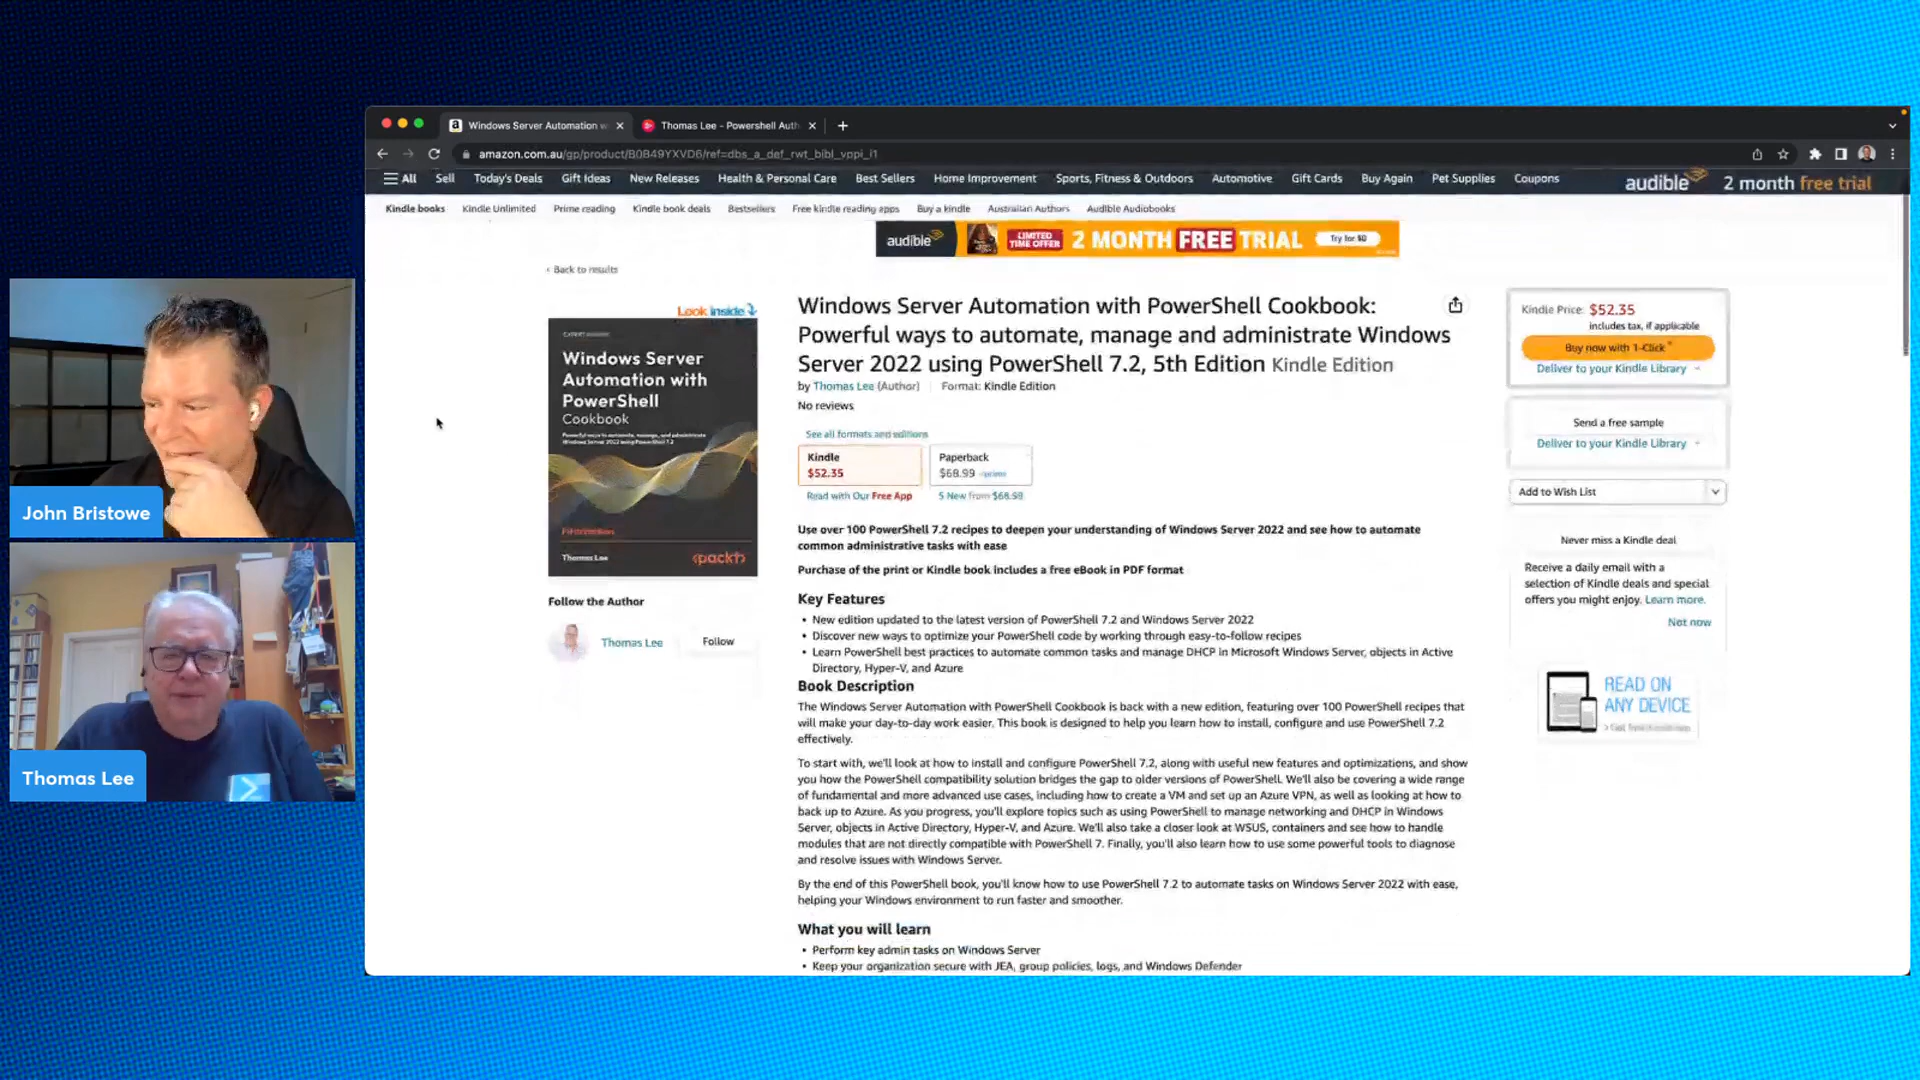 Windows Server Automation w
Thomas Lee - Powershell Auth
amazon.com.au/gp/product/B0B49YXVD6/ref=dbs_a_def_rwt_bibl_vppi_i1
All Sell Today's Deals Gift Ideas New Releases Health & Personal Care Best Sellers Home Improvement Sports, Fitness & Outdoors Automotive Gift Cards Buy Again Pet Supplies Coupons
audible 2 month free trial
Kindle books Kindle Unlimited Prime reading Kindle book deals Bestsellers Free kindle reading apps Buy a kindle Australian Authors Audible Audiobooks
audible LIMITED TIME OFFER 2 MONTH FREE TRIAL Try for $0
‹ Back to results
Look inside
Windows Server
Automation with
PowerShell
Cookbook
Powerful ways to automate, manage, and administrate
Windows Server 2022 using PowerShell 7.2
Fifth Edition
Thomas Lee
<packt>
Follow the Author
Thomas Lee
Follow
Windows Server Automation with PowerShell Cookbook:
Powerful ways to automate, manage and administrate Windows
Server 2022 using PowerShell 7.2, 5th Edition Kindle Edition
by Thomas Lee (Author) Format: Kindle Edition
No reviews
See all formats and editions
Kindle
$52.35
Read with Our Free App
Paperback
$68.99 prime
5 New from $68.98
Use over 100 PowerShell 7.2 recipes to deepen your understanding of Windows Server 2022 and see how to automate
common administrative tasks with ease
Purchase of the print or Kindle book includes a free eBook in PDF format
Key Features
• New edition updated to the latest version of PowerShell 7.2 and Windows Server 2022
• Discover new ways to optimize your PowerShell code by working through easy-to-follow recipes
• Learn PowerShell best practices to automate common tasks and manage DHCP in Microsoft Windows Server, objects in Active
Directory, Hyper-V, and Azure
Book Description
The Windows Server Automation with PowerShell Cookbook is back with a new edition, featuring over 100 PowerShell recipes that
will make your day-to-day work easier. This book is designed to help you learn how to install, configure and use PowerShell 7.2
effectively.
To start with, we'll look at how to install and configure PowerShell 7.2, along with useful new features and optimizations, and show
you how the PowerShell compatibility solution bridges the gap to older versions of PowerShell. We'll also be covering a wide range
of fundamental and more advanced use cases, including how to create a VM and set up an Azure VPN, as well as looking at how to
back up to Azure. As you progress, you'll explore topics such as using PowerShell to manage networking and DHCP in Windows
Server, objects in Active Directory, Hyper-V, and Azure. We'll also take a closer look at WSUS, containers and see how to handle
modules that are not directly compatible with PowerShell 7. Finally, you'll also learn how to use some powerful tools to diagnose
and resolve issues with Windows Server.
By the end of this PowerShell book, you'll know how to use PowerShell 7.2 to automate tasks on Windows Server 2022 with ease,
helping your Windows environment to run faster and smoother.
What you will learn
• Perform key admin tasks on Windows Server
• Keep your organization secure with JEA, group policies, logs, and Windows Defender
Kindle Price: $52.35
includes tax, if applicable
Buy now with 1-Click
Deliver to your Kindle Library
Send a free sample
Deliver to your Kindle Library
Add to Wish List
Never miss a Kindle deal
Receive a daily email with a
selection of Kindle deals and special
offers you might enjoy. Learn more.
Not now
READ ON
ANY DEVICE
John Bristowe
Thomas Lee